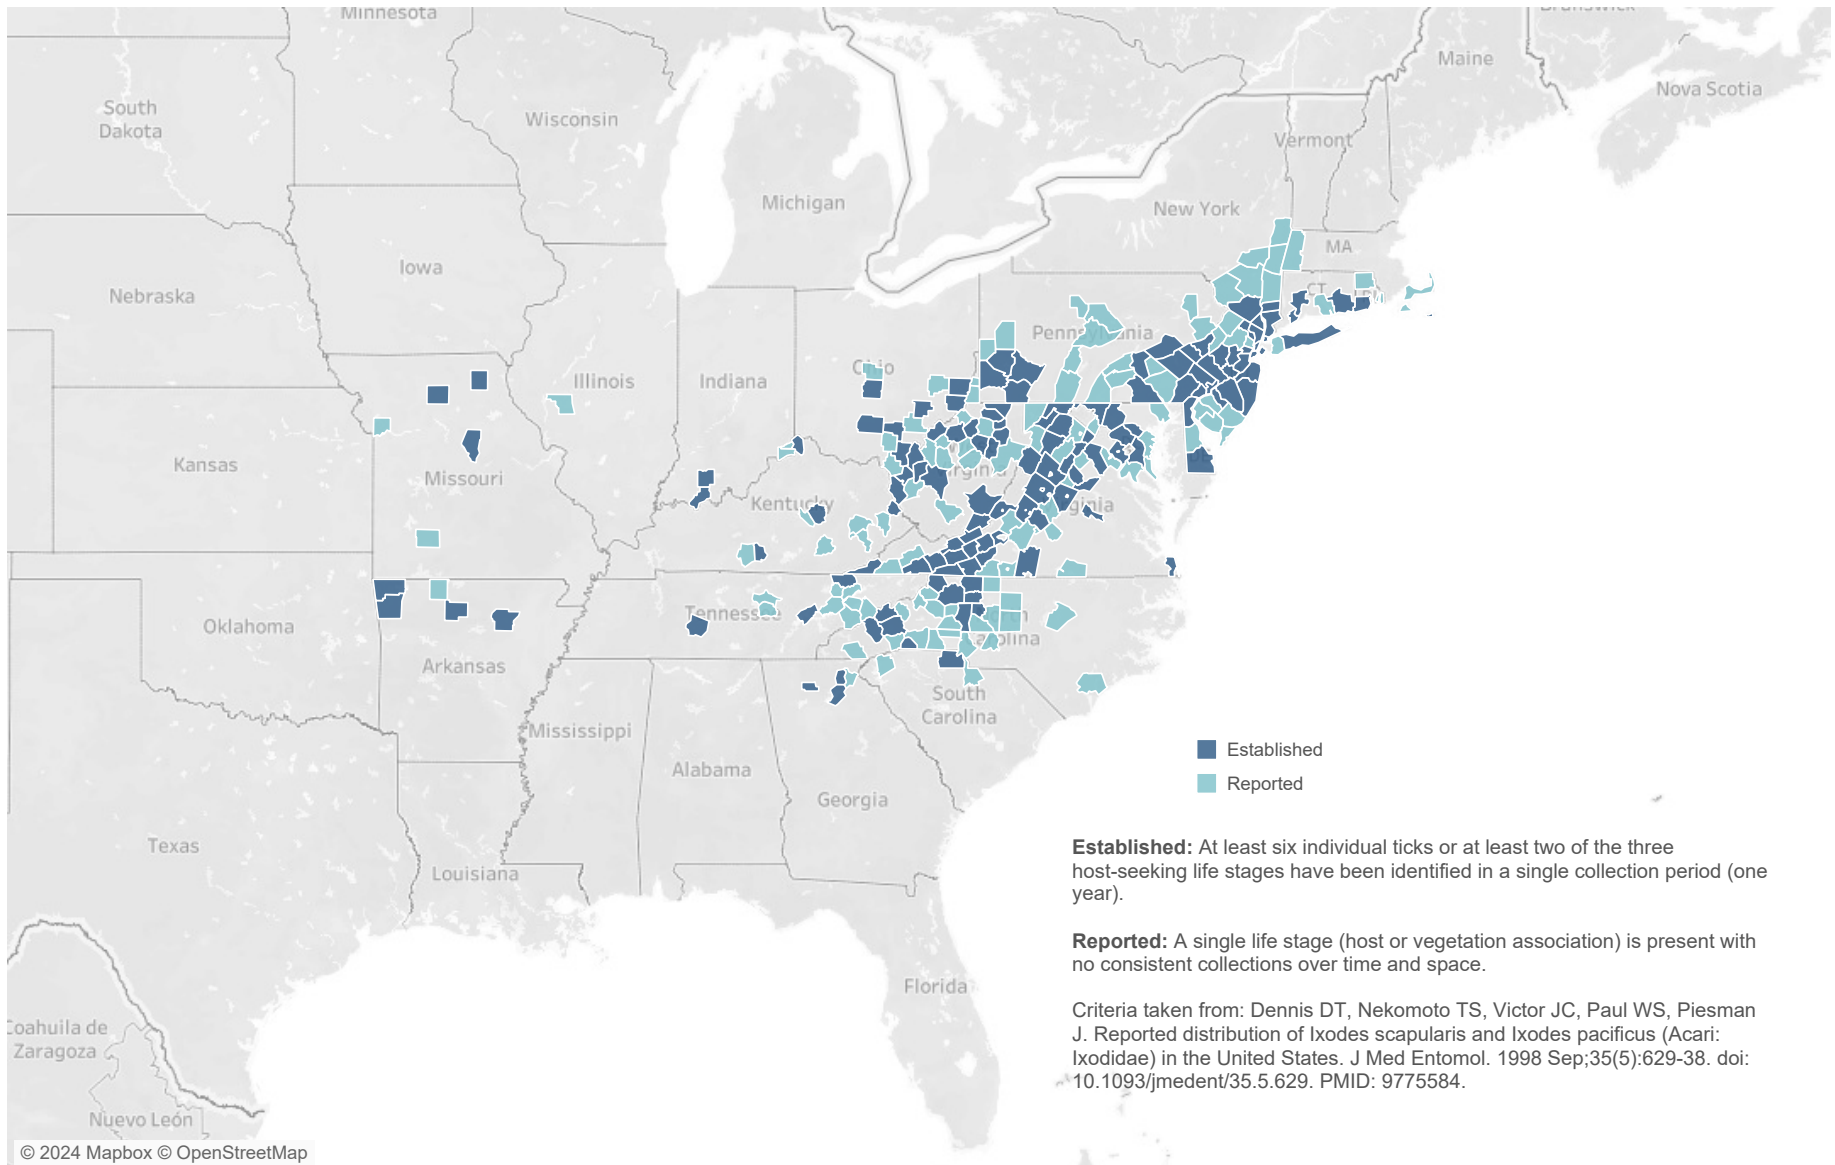 Minnesota
Maine
Nova Scotia
South
Dakota
Wisconsin
Vermont
Michigan
New York
MA
Iowa
Nebraska
CT
RI
Pennsylvania
Ohio
Illinois
Indiana
Kansas
Missouri
Kentucky
Virginia
Oklahoma
Tennessee
North
Carolina
Arkansas
South
Carolina
Mississippi
Alabama
Georgia
Texas
Louisiana
Florida
Coahuila de
Zaragoza
Nuevo León
Established
Reported
Established: At least six individual ticks or at least two of the three
host-seeking life stages have been identified in a single collection period (one
year).
Reported: A single life stage (host or vegetation association) is present with
no consistent collections over time and space.
Criteria taken from: Dennis DT, Nekomoto TS, Victor JC, Paul WS, Piesman
J. Reported distribution of Ixodes scapularis and Ixodes pacificus (Acari:
Ixodidae) in the United States. J Med Entomol. 1998 Sep;35(5):629-38. doi:
10.1093/jmedent/35.5.629. PMID: 9775584.
© 2024 Mapbox © OpenStreetMap